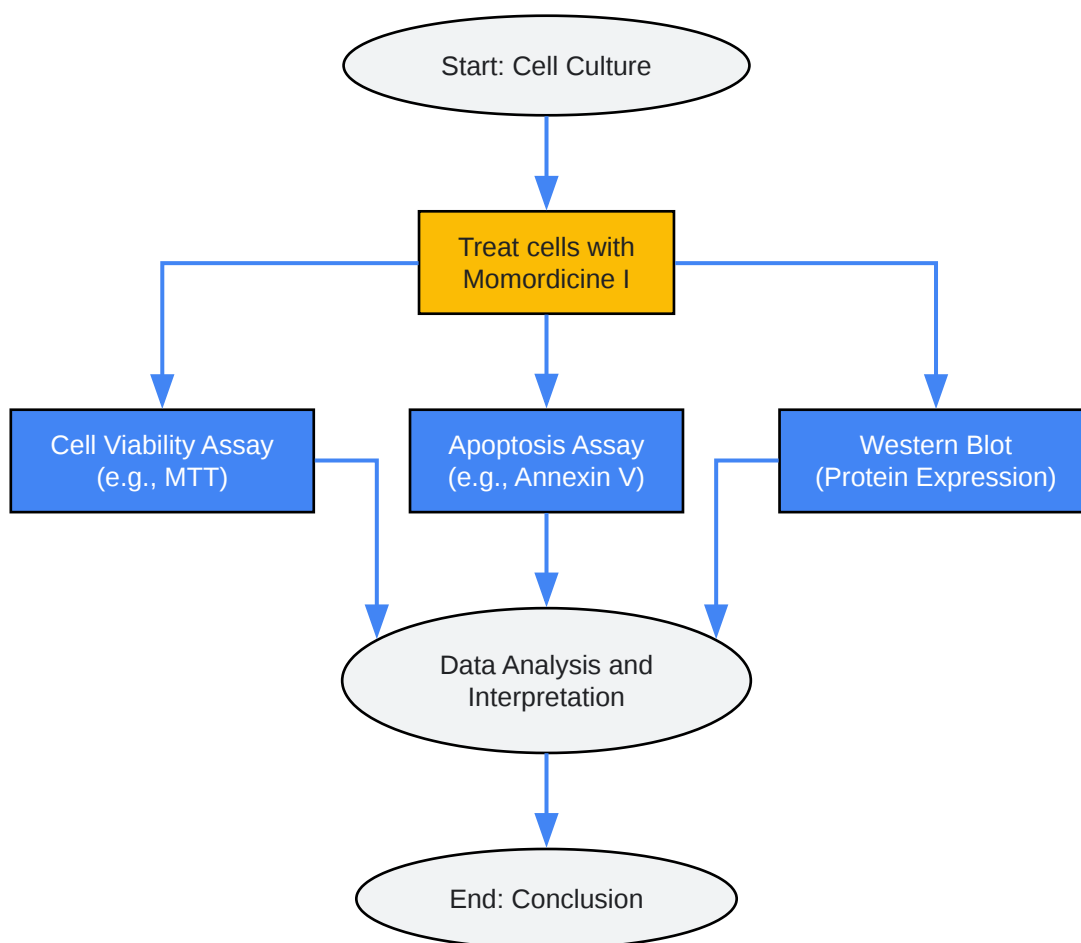 Start: Cell Culture
Treat cells with
Momordicine I
Cell Viability Assay
(e.g., MTT)
Apoptosis Assay
(e.g., Annexin V)
Western Blot
(Protein Expression)
Data Analysis and
Interpretation
End: Conclusion